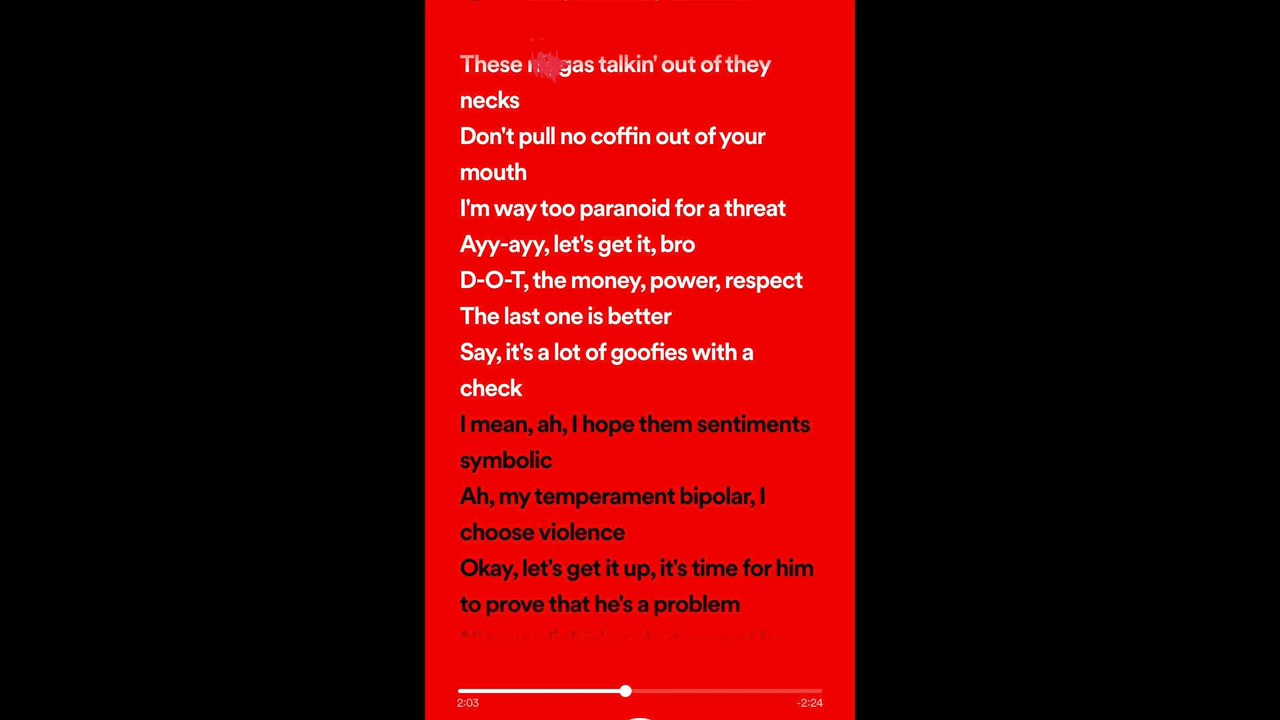 These talkin' out of they
necks
Don't pull no coffin out of your
mouth
I'm way too paranoid for a threat
Ayy-ayy, let's get it, bro
D-O-T, the money, power, respect
The last one is better
Say, it's a lot of goofies with a
check
I mean, ah, I hope them sentiments
symbolic
Ah, my temperament bipolar, I
choose violence
Okay, let's get it up, it's time for him
to prove that he's a problem
2:03
-2:24